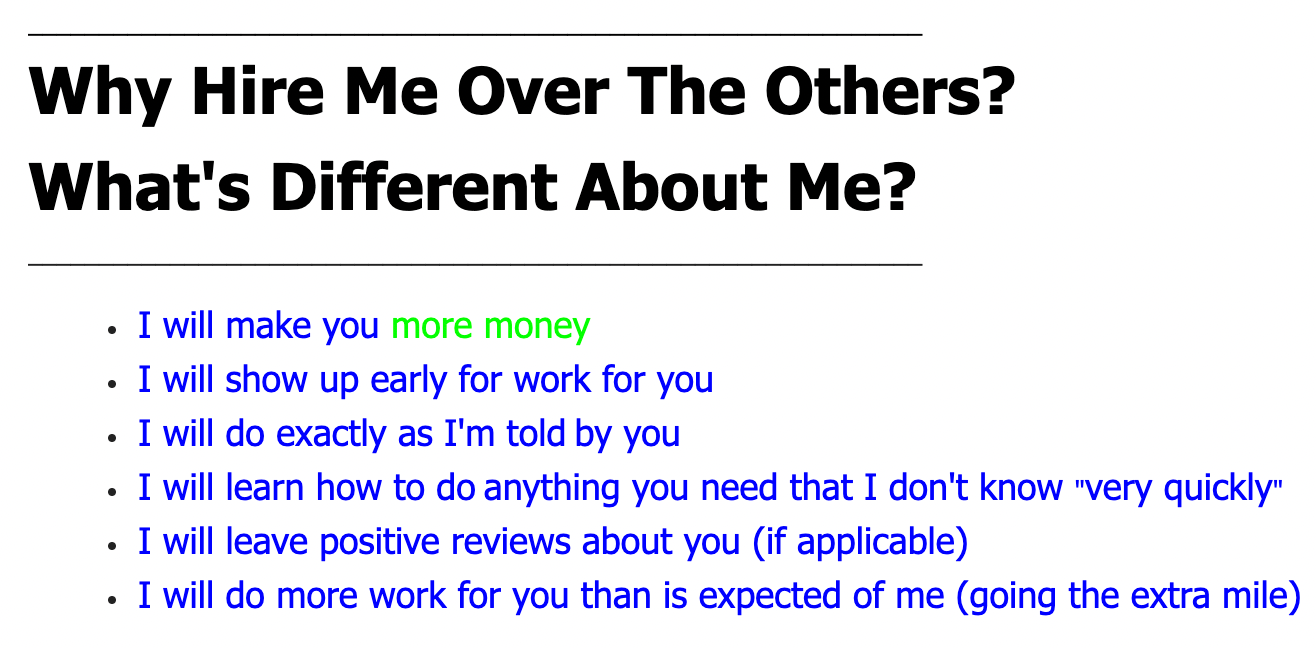 Why Hire Me Over The Others?
What's Different About Me?
• I will make you more money
• I will show up early for work for you
• I will do exactly as I'm told by you
• I will learn how to do anything you need that I don't know "very quickly"
• I will leave positive reviews about you (if applicable)
• I will do more work for you than is expected of me (going the extra mile)